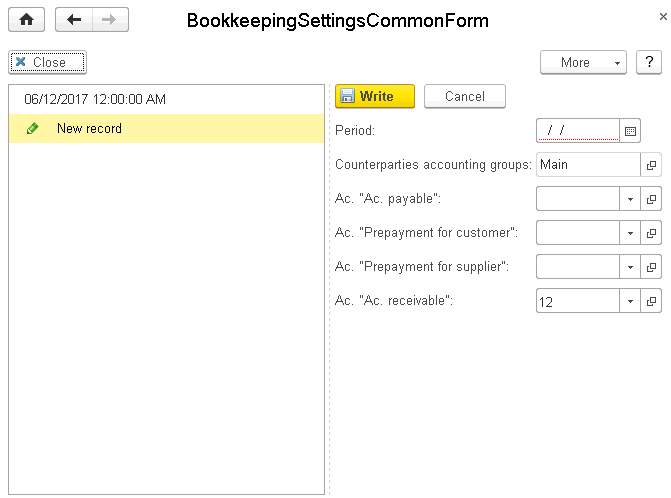 BookkeepingSettingsCommonForm
Close
More
?
06/12/2017 12:00:00 AM
New record
Write
Cancel
Period: / /
Counterparties accounting groups: Main
Ac. "Ac. payable":
Ac. "Prepayment for customer":
Ac. "Prepayment for supplier":
Ac. "Ac. receivable": 12